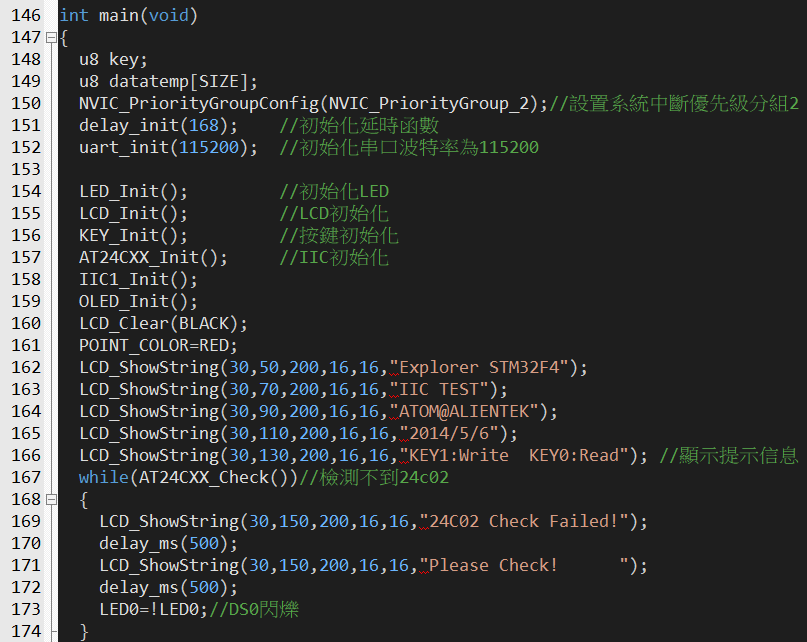 146 int main(void)
147 {
148   u8 key;
149   u8 datatemp[SIZE];
150   NVIC_PriorityGroupConfig(NVIC_PriorityGroup_2);//設置系統中斷優先級分組2
151   delay_init(168);    //初始化延時函數
152   uart_init(115200);  //初始化串口波特率為115200
153
154   LED_Init();         //初始化LED
155   LCD_Init();         //LCD初始化
156   KEY_Init();         //按鍵初始化
157   AT24CXX_Init();     //IIC初始化
158   IIC1_Init();
159   OLED_Init();
160   LCD_Clear(BLACK);
161   POINT_COLOR=RED;
162   LCD_ShowString(30,50,200,16,16,"Explorer STM32F4");
163   LCD_ShowString(30,70,200,16,16,"IIC TEST");
164   LCD_ShowString(30,90,200,16,16,"ATOM@ALIENTEK");
165   LCD_ShowString(30,110,200,16,16,"2014/5/6");
166   LCD_ShowString(30,130,200,16,16,"KEY1:Write  KEY0:Read"); //顯示提示信息
167   while(AT24CXX_Check())//檢測不到24c02
168   {
169     LCD_ShowString(30,150,200,16,16,"24C02 Check Failed!");
170     delay_ms(500);
171     LCD_ShowString(30,150,200,16,16,"Please Check!      ");
172     delay_ms(500);
173     LED0=!LED0;//DS0閃爍
174   }